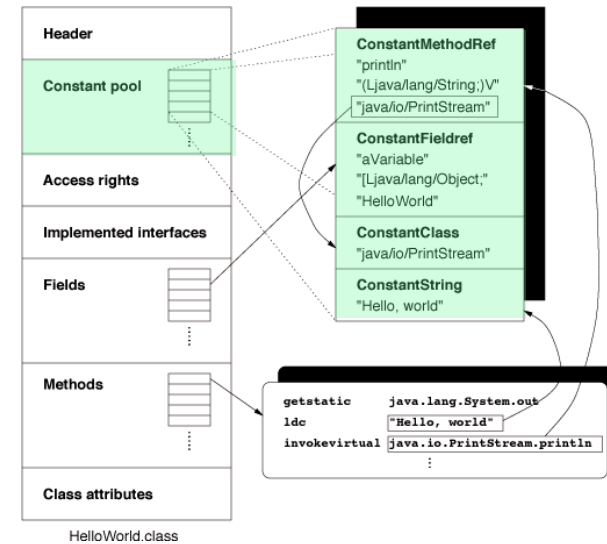 Header
Constant pool
Access rights
Implemented interfaces
Fields
Methods
Class attributes
HelloWorld.class
ConstantMethodRef
"println"
"(Ljava/lang/String;)V"
"java/io/PrintStream"
ConstantFieldref
"aVariable"
"[Ljava/lang/Object;"
"HelloWorld"
ConstantClass
"java/io/PrintStream"
ConstantString
"Hello, world"
getstatic java.lang.System.out
ldc "Hello, world"
invokevirtual java.io.PrintStream.println